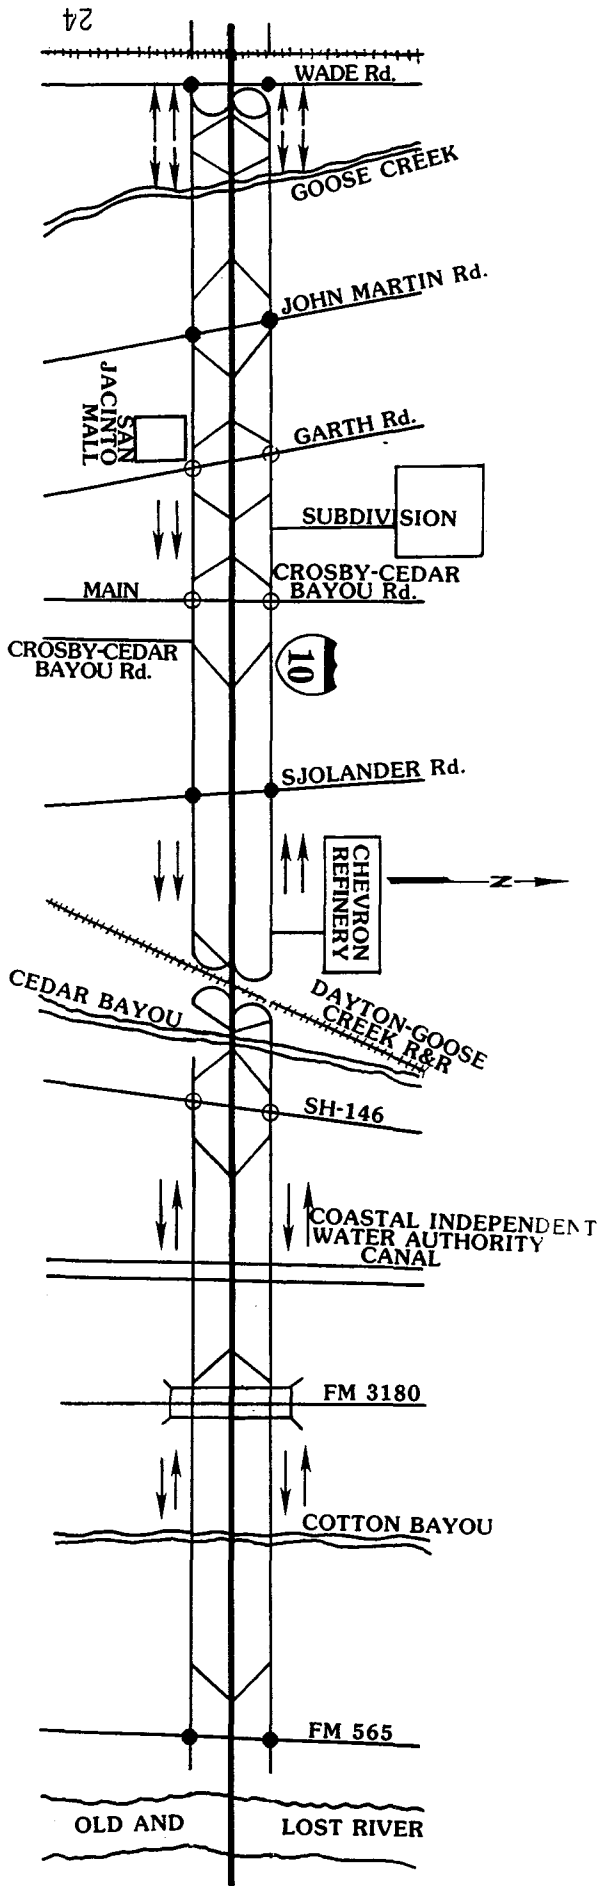 24
WADE Rd.
GOOSE CREEK
JOHN MARTIN Rd.
SAN
JACINTO
MALL
GARTH Rd.
SUBDIVISION
MAIN
CROSBY-CEDAR
BAYOU Rd.
CROSBY-CEDAR
BAYOU Rd.
10
SJOLANDER Rd.
CHEVRON
REFINERY
N
CEDAR BAYOU
DAYTON-GOOSE
CREEK R&R
SH-146
COASTAL INDEPENDENT
WATER AUTHORITY
CANAL
FM 3180
COTTON BAYOU
FM 565
OLD AND LOST RIVER